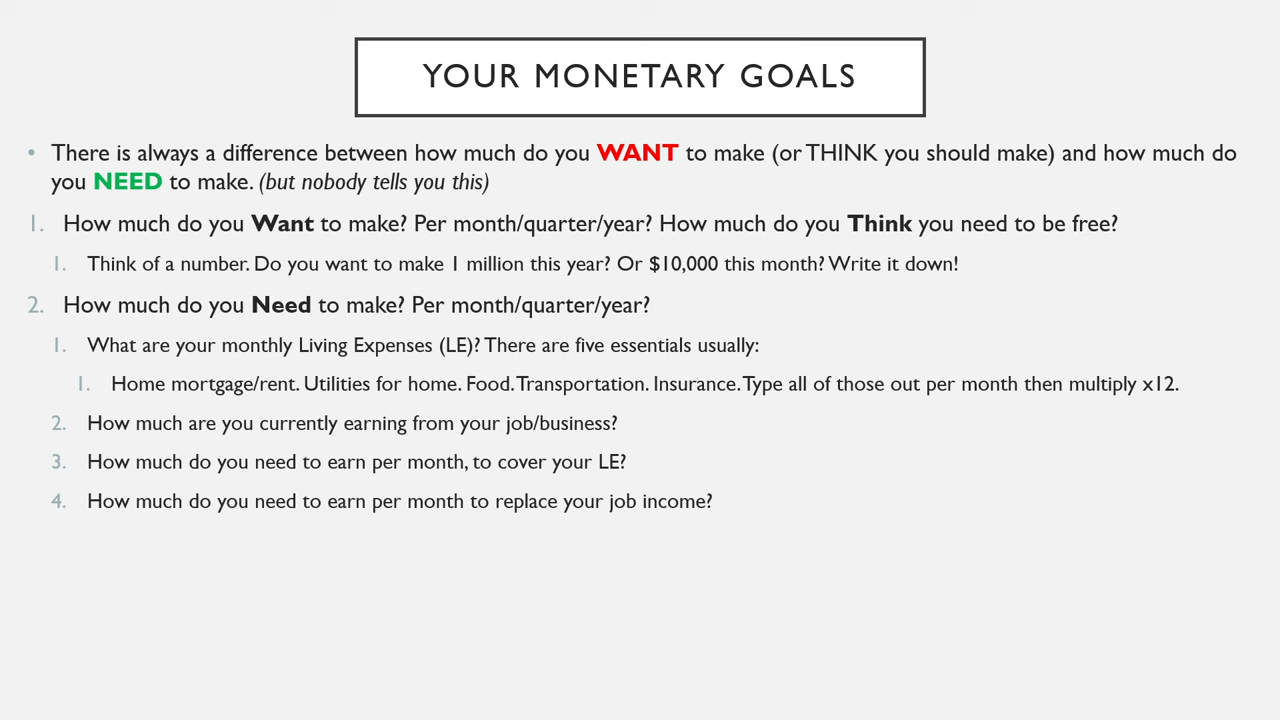 YOUR MONETARY GOALS
• There is always a difference between how much do you WANT to make (or THINK you should make) and how much do
you NEED to make. (but nobody tells you this)
1. How much do you Want to make? Per month/quarter/year? How much do you Think you need to be free?
1. Think of a number. Do you want to make 1 million this year? Or $10,000 this month? Write it down!
2. How much do you Need to make? Per month/quarter/year?
1. What are your monthly Living Expenses (LE)? There are five essentials usually:
1. Home mortgage/rent. Utilities for home. Food. Transportation. Insurance. Type all of those out per month then multiply x12.
2. How much are you currently earning from your job/business?
3. How much do you need to earn per month, to cover your LE?
4. How much do you need to earn per month to replace your job income?